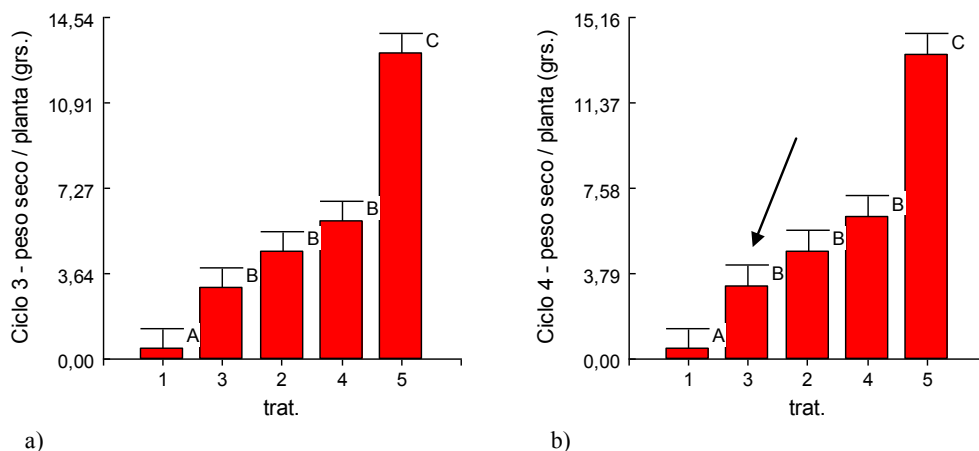 Ciclo 3 - peso seco / planta (grs.)
14,54
10,91
7,27
3,64
0,00
A
B
B
B
C
1 3 2 4 5
trat.
a)
Ciclo 4 - peso seco / planta (grs.)
15,16
11,37
7,58
3,79
0,00
A
B
B
B
C
1 3 2 4 5
trat.
b)